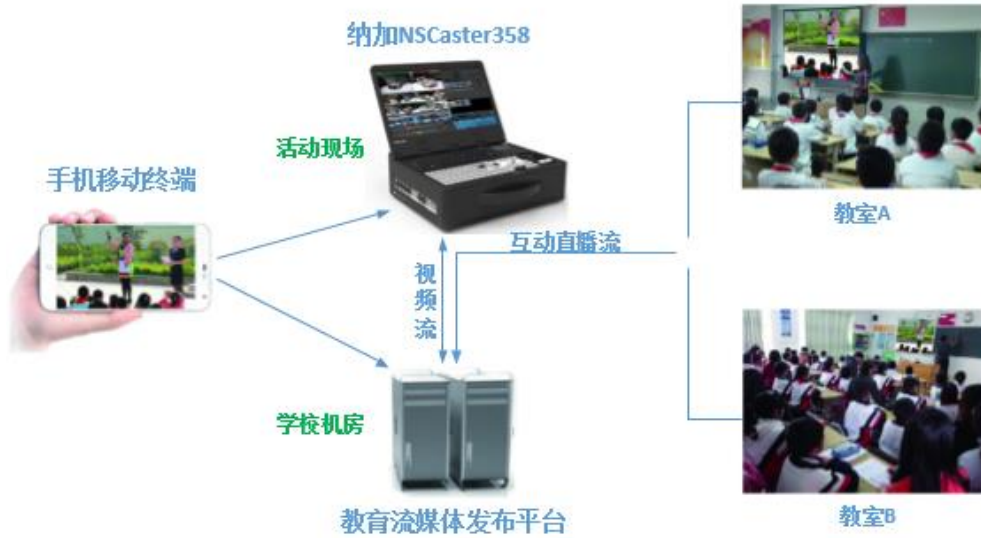 纳加NSCaster358
活动现场
手机移动终端
教室A
互动直播流
视频流
学校机房
教育流媒体发布平台
教室B